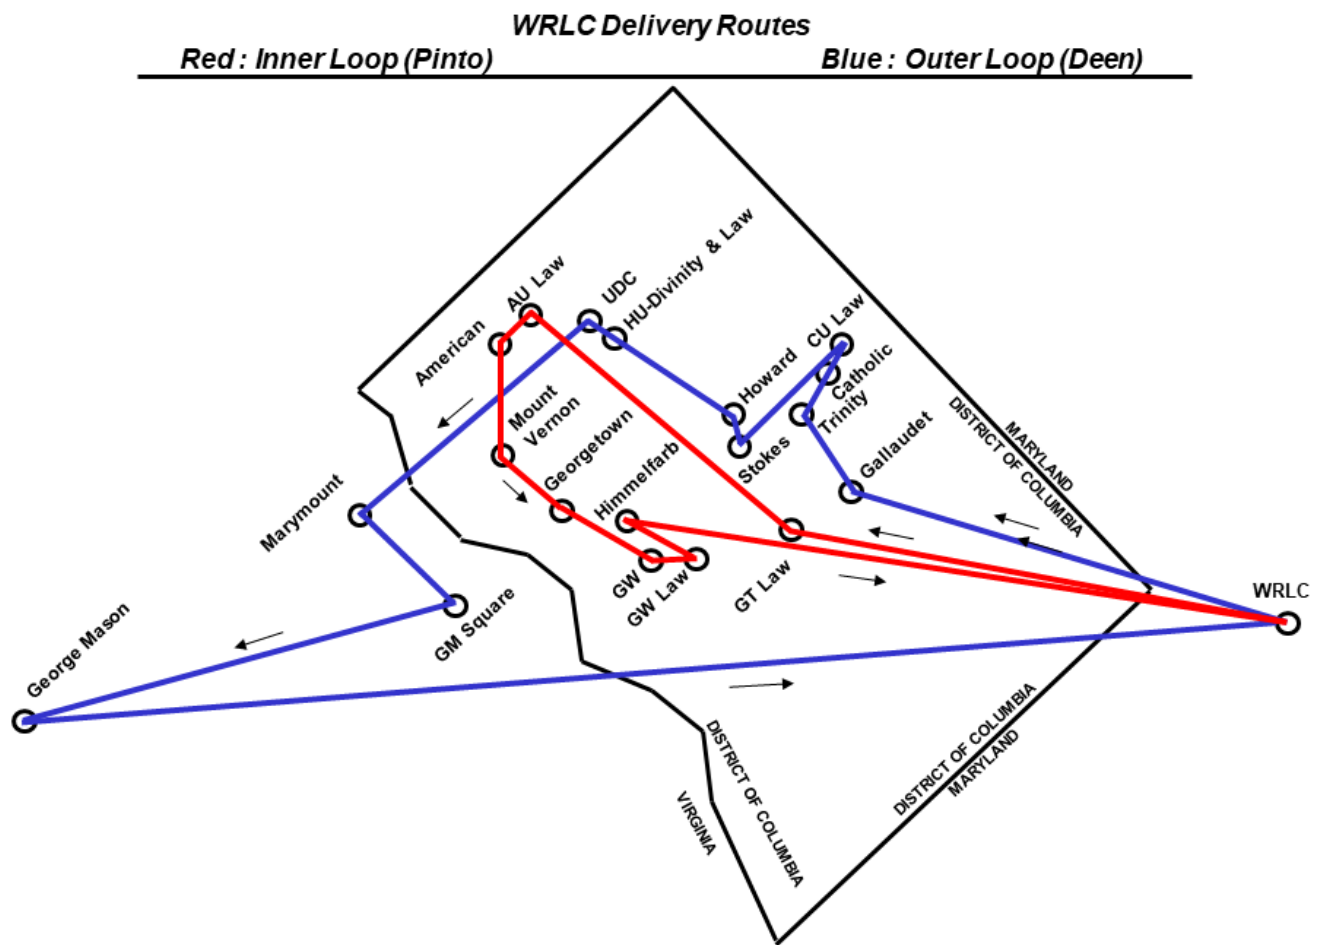 WRLC Delivery Routes
Red : Inner Loop (Pinto)
Blue : Outer Loop (Deen)
AU Law
UDC
HU-Divinity & Law
American
CU Law
Howard
Catholic
Trinity
Mount
Vernon
Georgetown
Himmelfarb
Stokes
Gallaudet
MARYLAND
DISTRICT OF COLUMBIA
Marymount
GW
GW Law
GT Law
WRLC
GM Square
George Mason
DISTRICT OF COLUMBIA
VIRGINIA
DISTRICT OF COLUMBIA
MARYLAND